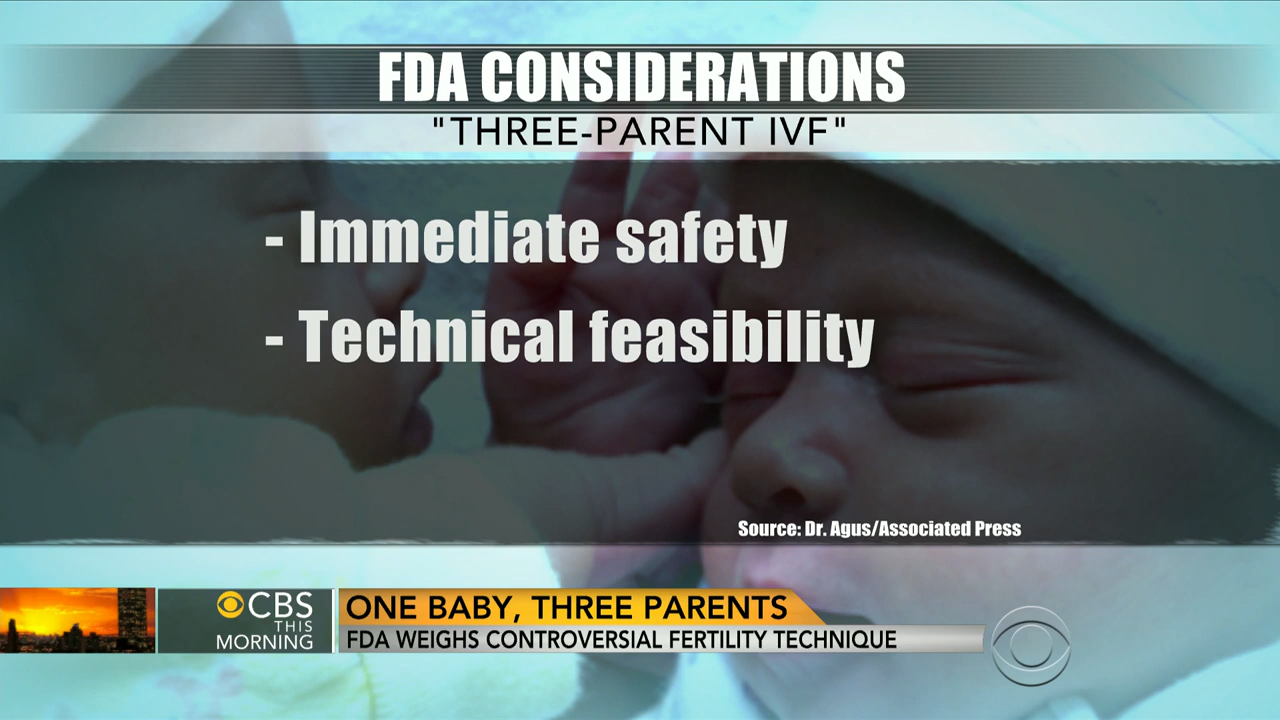 FDA CONSIDERATIONS
"THREE-PARENT IVF"
- Immediate safety
- Technical feasibility
Source: Dr. Agus/Associated Press
CBS
THIS
MORNING
ONE BABY, THREE PARENTS
FDA WEIGHS CONTROVERSIAL FERTILITY TECHNIQUE